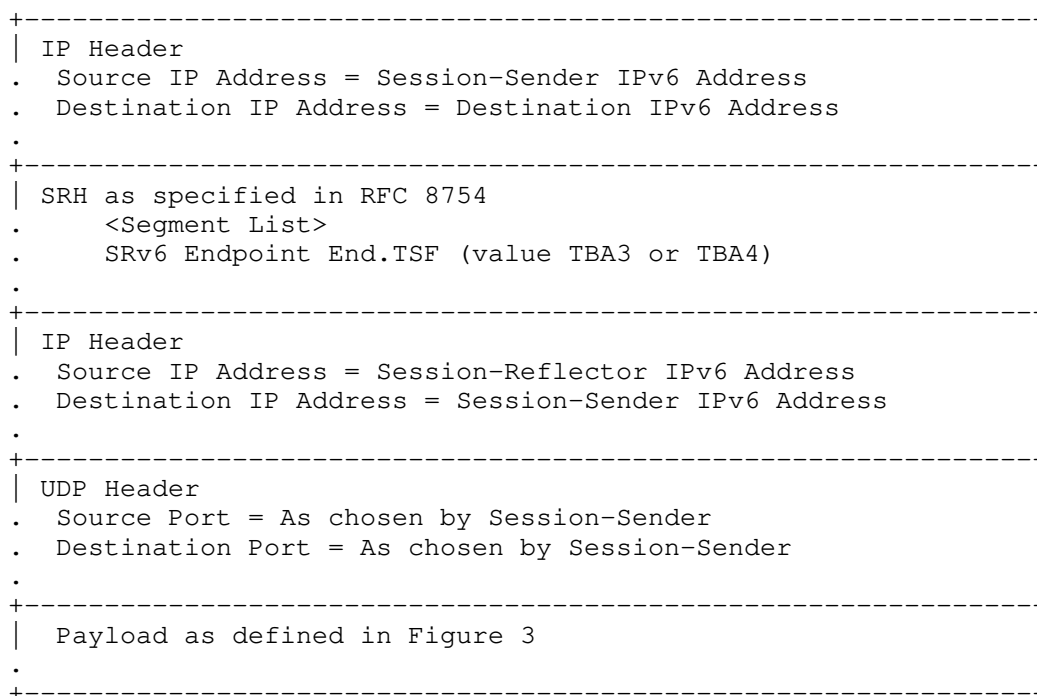 +---------------------------------------------------------------
| IP Header
.  Source IP Address = Session-Sender IPv6 Address
.  Destination IP Address = Destination IPv6 Address
.
+---------------------------------------------------------------
| SRH as specified in RFC 8754
.     <Segment List>
.     SRv6 Endpoint End.TSF (value TBA3 or TBA4)
.
+---------------------------------------------------------------
| IP Header
.  Source IP Address = Session-Reflector IPv6 Address
.  Destination IP Address = Session-Sender IPv6 Address
.
+---------------------------------------------------------------
| UDP Header
.  Source Port = As chosen by Session-Sender
.  Destination Port = As chosen by Session-Sender
.
+---------------------------------------------------------------
|  Payload as defined in Figure 3
.
+---------------------------------------------------------------